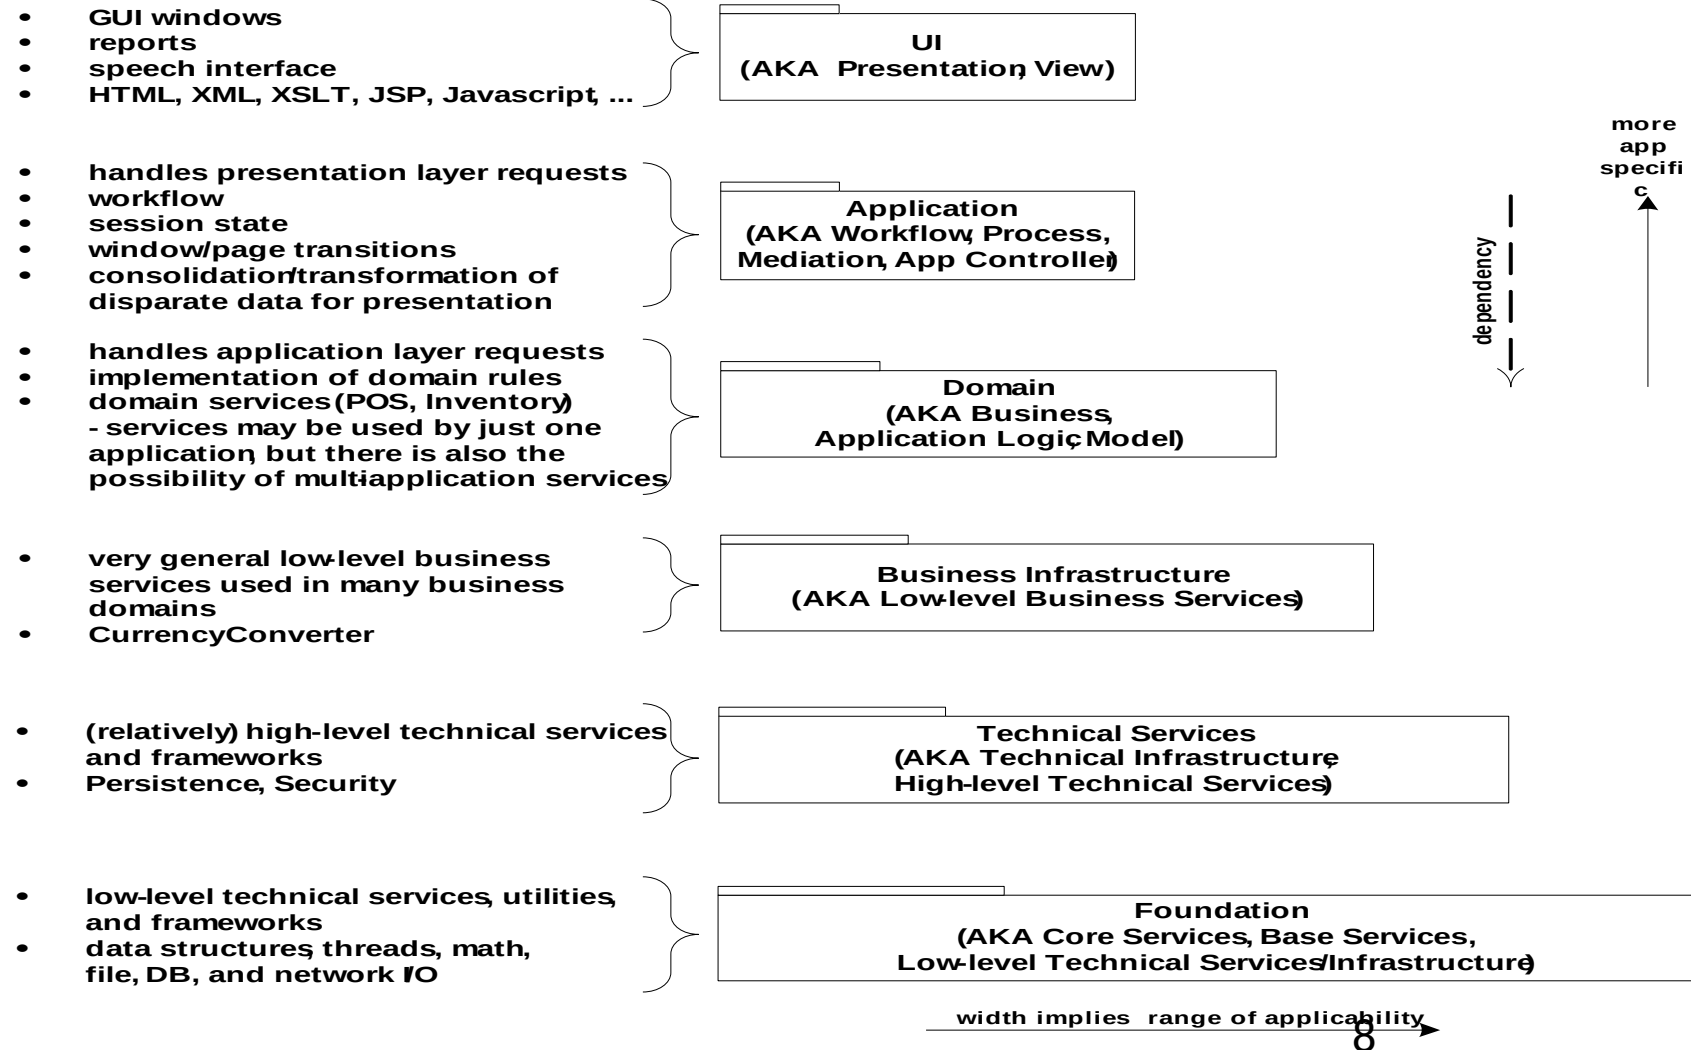 • GUI windows
• reports
• speech interface
• HTML, XML, XSLT, JSP, Javascript, ...
UI
(AKA Presentation, View)
more
app
specifi
c
• handles presentation layer requests
• workflow
• session state
• window/page transitions
• consolidation/transformation of
disparate data for presentation
Application
(AKA Workflow, Process,
Mediation, App Controller)
dependency
• handles application layer requests
• implementation of domain rules
• domain services (POS, Inventory)
- services may be used by just one
application, but there is also the
possibility of multi-application services
Domain
(AKA Business,
Application Logic, Model)
• very general low-level business
services used in many business
domains
• CurrencyConverter
Business Infrastructure
(AKA Low-level Business Services)
• (relatively) high-level technical services
and frameworks
• Persistence, Security
Technical Services
(AKA Technical Infrastructure,
High-level Technical Services)
• low-level technical services, utilities,
and frameworks
• data structures, threads, math,
file, DB, and network I/O
Foundation
(AKA Core Services, Base Services,
Low-level Technical Services/Infrastructure)
width implies range of applicability
8